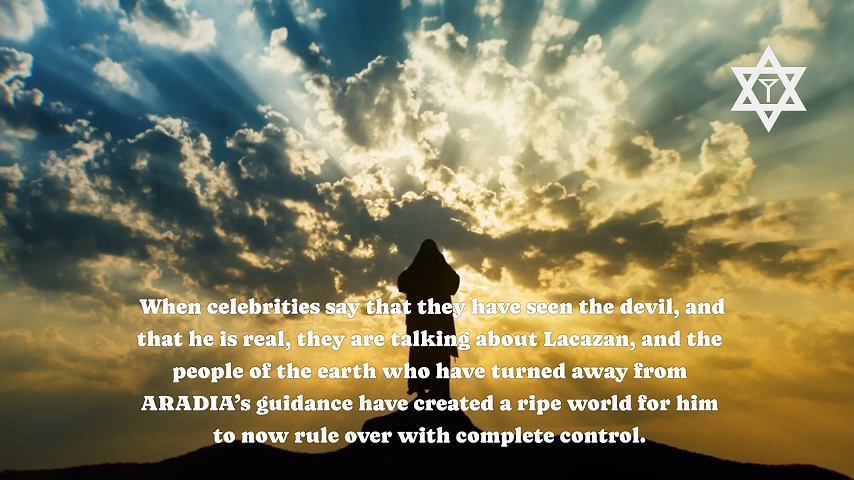 When celebrities say that they have seen the devil, and
that he is real, they are talking about Lacazan, and the
people of the earth who have turned away from
ARADIA’s guidance have created a ripe world for him
to now rule over with complete control.